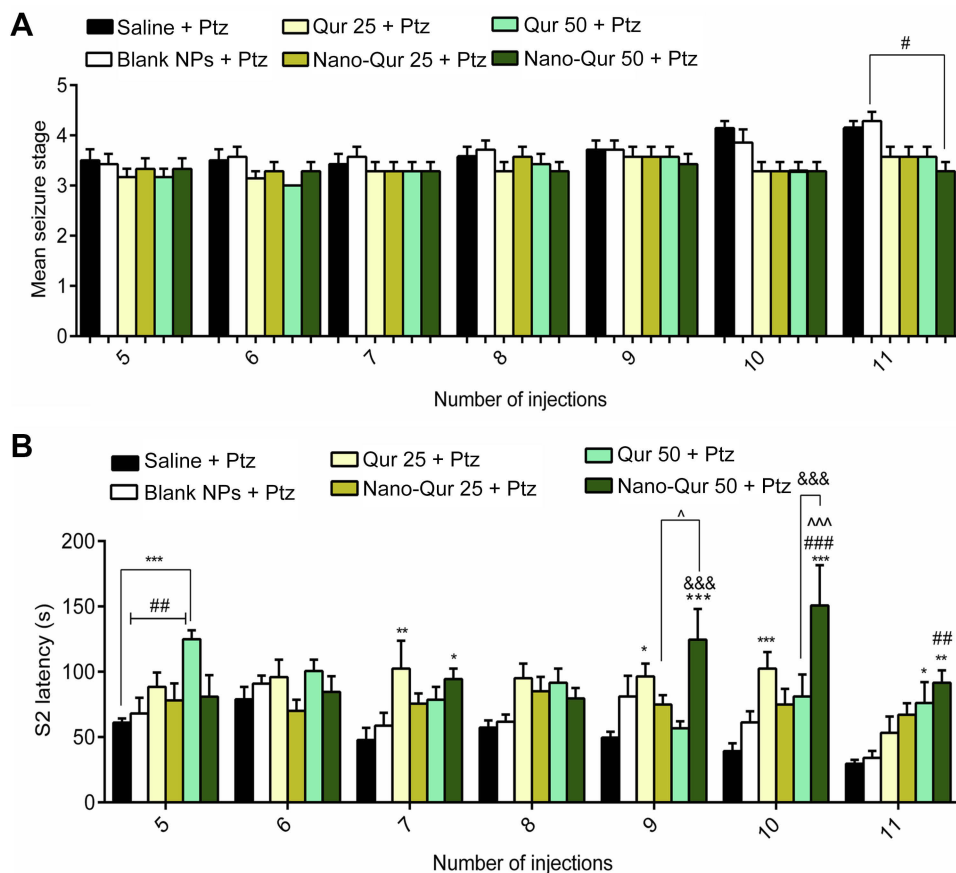 A
Saline + Ptz Qur 25 + Ptz Qur 50 + Ptz
Blank NPs + Ptz Nano-Qur 25 + Ptz Nano-Qur 50 + Ptz
#
5
4
3
2
1
0
Mean seizure stage
5 6 7 8 9 10 11
Number of injections
B
Saline + Ptz Qur 25 + Ptz Qur 50 + Ptz
Blank NPs + Ptz Nano-Qur 25 + Ptz Nano-Qur 50 + Ptz
&&&
^ ^^^
200 *** ### 
&&& ***
150 ## *** ##
** * *** * **
100 * 
50
0
S2 latency (s)
5 6 7 8 9 10 11
Number of injections